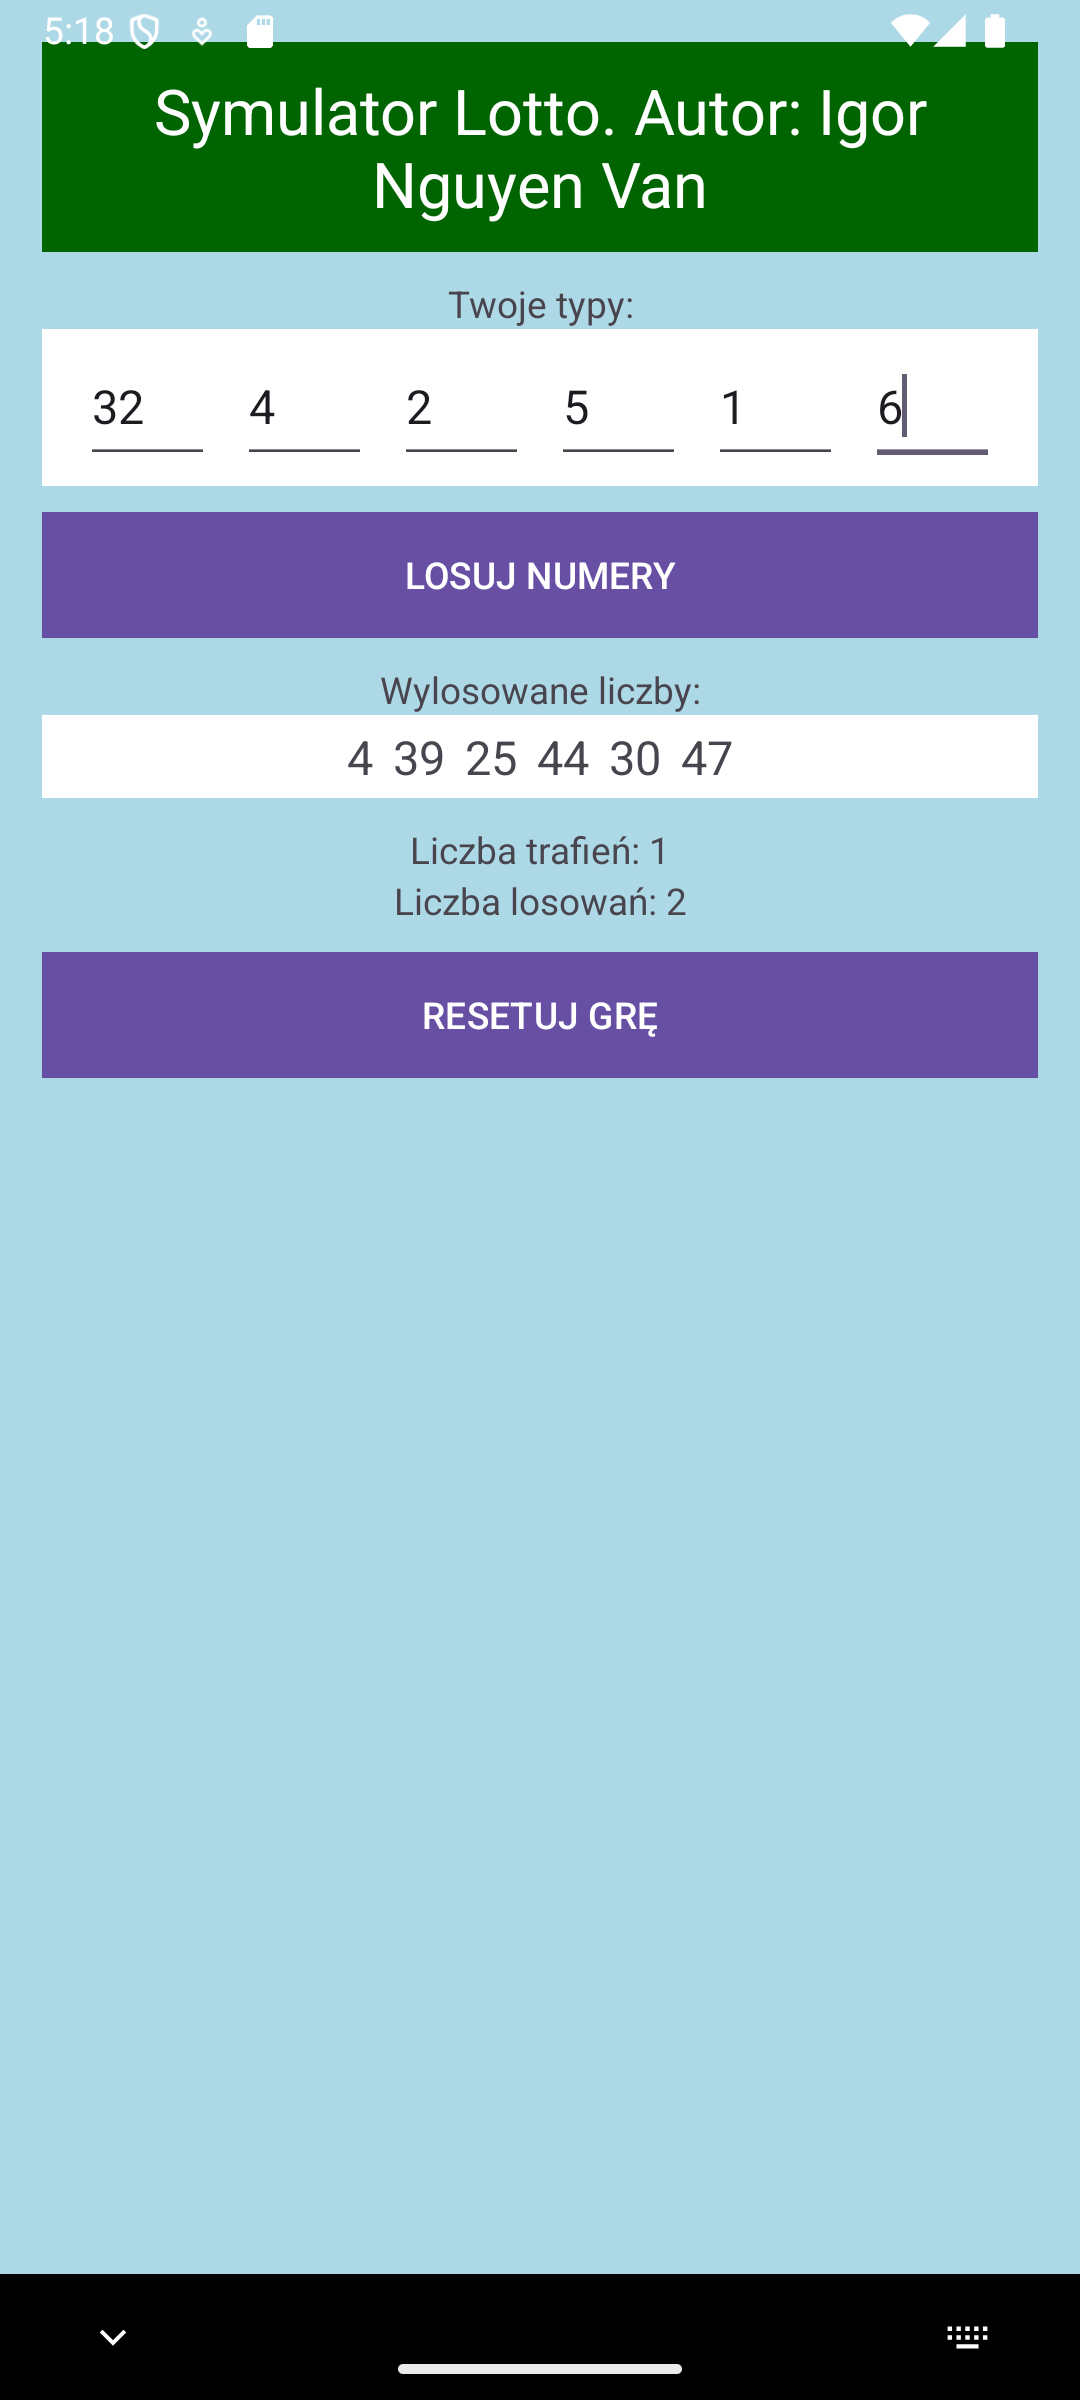 5:18
Symulator Lotto. Autor: Igor
Nguyen Van
Twoje typy:
32 4 2 5 1 6
LOSUJ NUMERY
Wylosowane liczby:
4 39 25 44 30 47
Liczba trafień: 1
Liczba losowań: 2
RESETUJ GRĘ